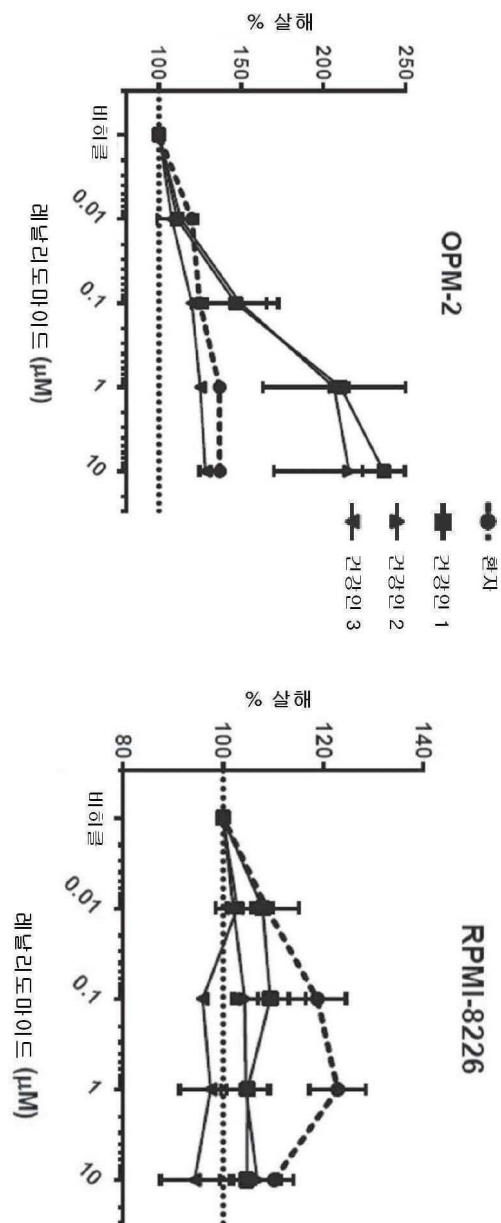 OPM-2
% 살해
250
200
150
100
비히클
0.01
0.1
1
10
레날리도마이드 (μM)
환자
건강인 1
건강인 2
건강인 3
RPMI-8226
% 살해
140
120
100
80
비히클
0.01
0.1
1
10
레날리도마이드 (μM)